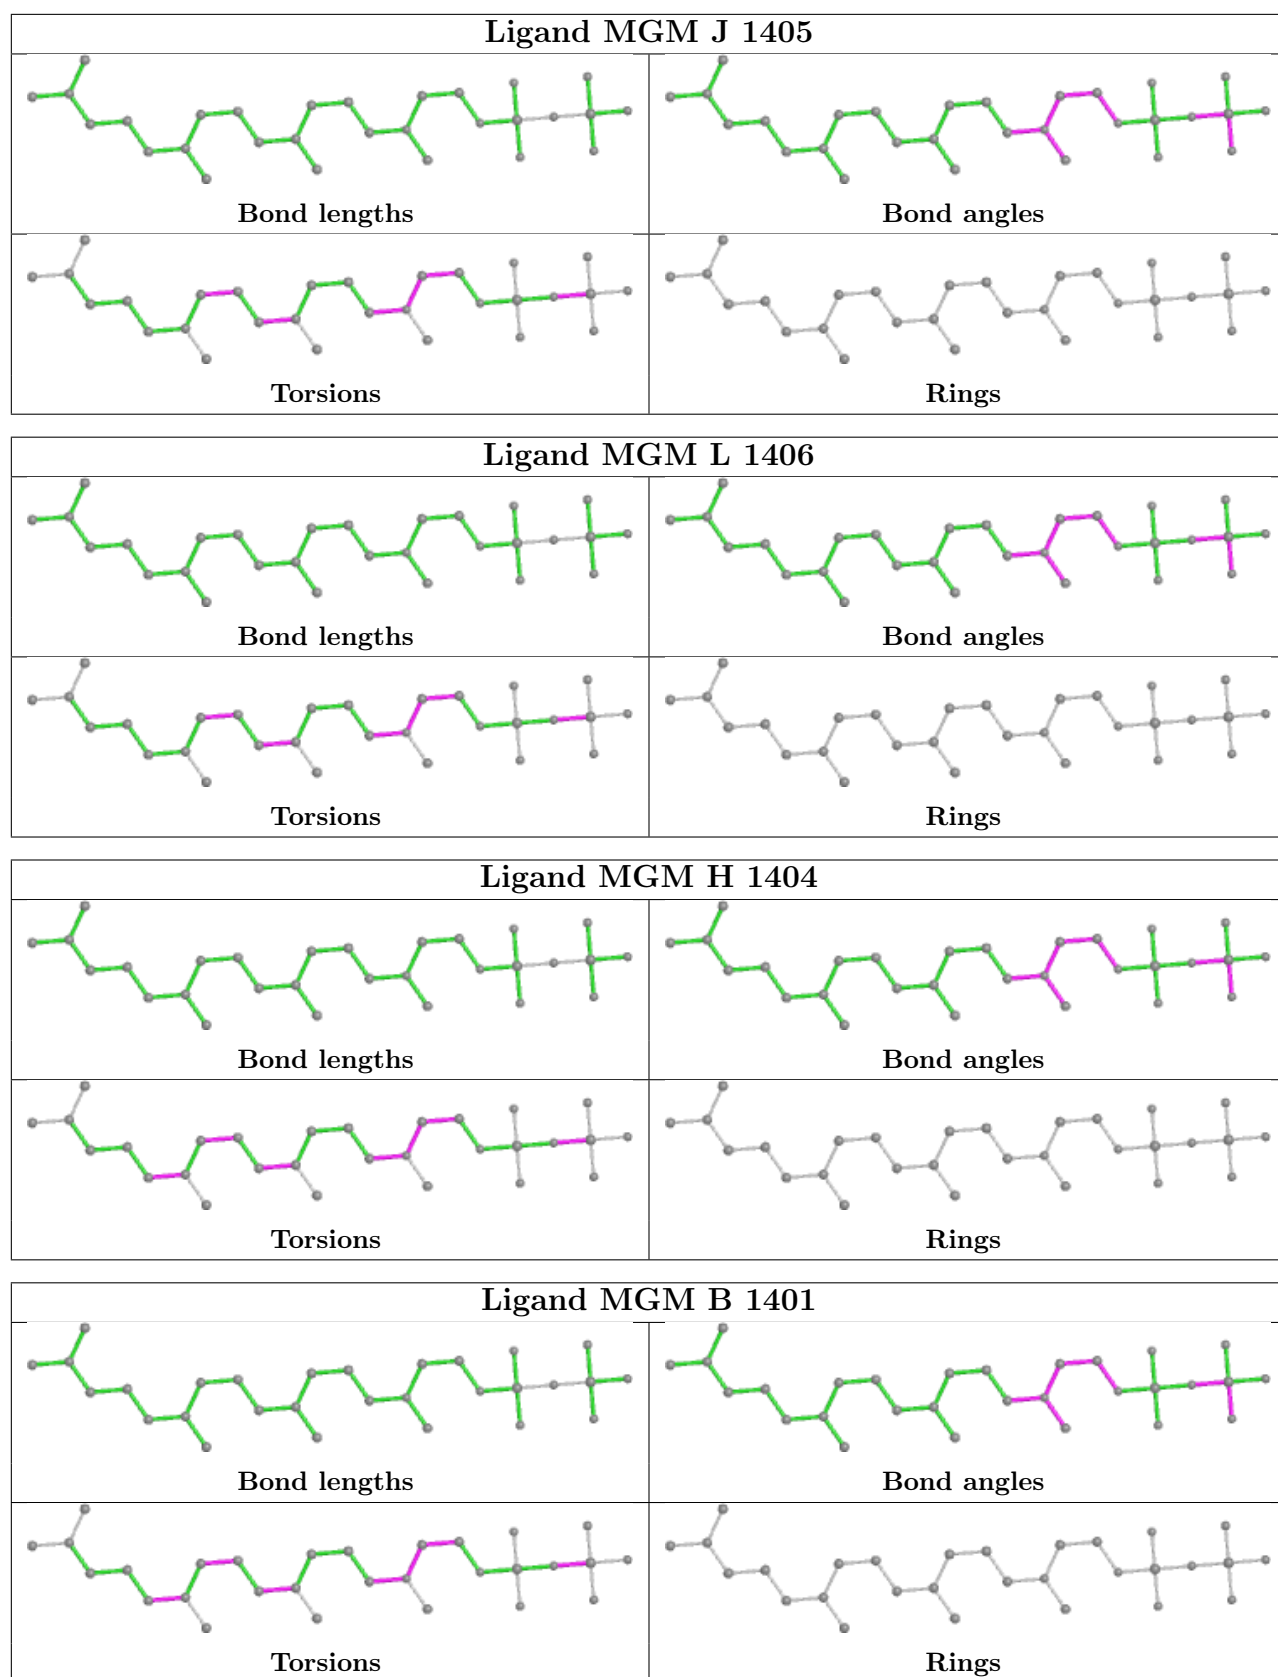 Ligand MGM J 1405
Bond lengths
Bond angles
Torsions
Rings
Ligand MGM L 1406
Bond lengths
Bond angles
Torsions
Rings
Ligand MGM H 1404
Bond lengths
Bond angles
Torsions
Rings
Ligand MGM B 1401
Bond lengths
Bond angles
Torsions
Rings